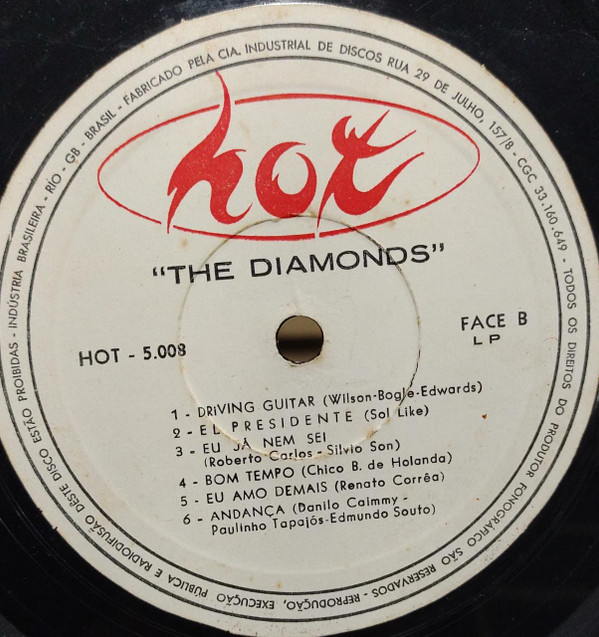 FABRICADO PELA CIA. INDUSTRIAL DE DISCOS RUA 29 DE JULHO, 157/8 - CGC 33.160.649 - TODOS OS DIREITOS DO PRODUTOR FONOGRÁFICO SÃO RESERVADOS - REPRODUÇÃO, EXECUÇÃO, PÚBLICA E RADIODIFUSÃO DÊSTE DISCO ESTÃO PROIBIDAS - INDÚSTRIA BRASILEIRA - RÍO - GB - BRASIL -
hot
"THE DIAMONDS"
HOT - 5.008
FACE B
LP
1 - DRIVING GUITAR (Wilson-Bogle-Edwards)
2 - EL PRESIDENTE (Sol Like)
3 - EU JÁ NEM SEI
(Roberto Carlos - Silvio Son)
4 - BOM TEMPO (Chico B. de Holanda)
5 - EU AMO DEMAIS (Renato Corrêa)
6 - ANDANÇA (Danilo Caimmy -
Paulinho Tapajós-Edmundo Souto)